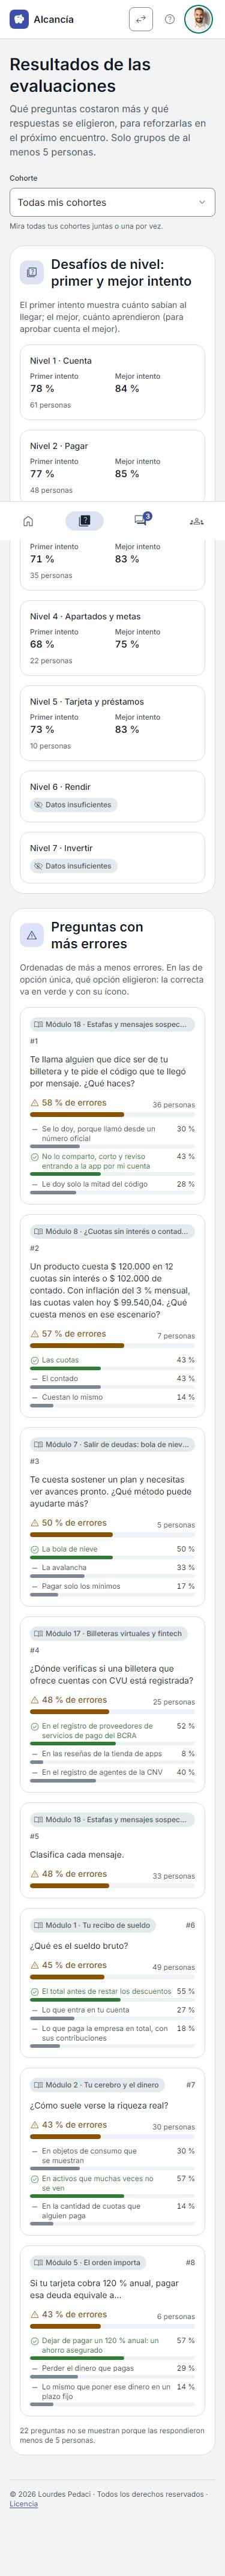 Alcancía
Resultados de las
evaluaciones
Qué preguntas costaron más y qué
respuestas se eligieron, para reforzarlas en
el próximo encuentro. Solo grupos de al
menos 5 personas.
Cohorte
Todas mis cohortes
Mira todas tus cohortes juntas o una por vez.
Desafíos de nivel:
primer y mejor intento
El primer intento muestra cuánto sabían al
llegar; el mejor, cuánto aprendieron (para
aprobar cuenta el mejor).
Nivel 1 · Cuenta
Primer intento Mejor intento
78 % 84 %
61 personas
Nivel 2 · Pagar
Primer intento Mejor intento
77 % 85 %
48 personas
3
Primer intento Mejor intento
71 % 83 %
35 personas
Nivel 4 · Apartados y metas
Primer intento Mejor intento
68 % 75 %
22 personas
Nivel 5 · Tarjeta y préstamos
Primer intento Mejor intento
73 % 83 %
10 personas
Nivel 6 · Rendir
Datos insuficientes
Nivel 7 · Invertir
Datos insuficientes
Preguntas con
más errores
Ordenadas de más a menos errores. En las de
opción única, qué opción eligieron: la correcta
va en verde y con su ícono.
Módulo 18 · Estafas y mensajes sospec...
#1
Te llama alguien que dice ser de tu
billetera y te pide el código que te llegó
por mensaje. ¿Qué haces?
58 % de errores 36 personas
Se lo doy, porque llamó desde un 30 %
número oficial
No lo comparto, corto y reviso 43 %
entrando a la app por mi cuenta
Le doy solo la mitad del código 28 %
Módulo 8 · ¿Cuotas sin interés o contad...
#2
Un producto cuesta $ 120.000 en 12
cuotas sin interés o $ 102.000 de
contado. Con inflación del 3 % mensual,
las cuotas valen hoy $ 99.540,04. ¿Qué
cuesta menos en ese escenario?
57 % de errores 7 personas
Las cuotas 43 %
El contado 43 %
Cuestan lo mismo 14 %
Módulo 7 · Salir de deudas: bola de niev...
#3
Te cuesta sostener un plan y necesitas
ver avances pronto. ¿Qué método puede
ayudarte más?
50 % de errores 5 personas
La bola de nieve 50 %
La avalancha 33 %
Pagar solo los mínimos 17 %
Módulo 17 · Billeteras virtuales y fintech
#4
¿Dónde verificas si una billetera que
ofrece cuentas con CVU está registrada?
48 % de errores 25 personas
En el registro de proveedores de 52 %
servicios de pago del BCRA
En las reseñas de la tienda de apps 8 %
En el registro de agentes de la CNV 40 %
Módulo 18 · Estafas y mensajes sospec...
#5
Clasifica cada mensaje.
48 % de errores 33 personas
Módulo 1 · Tu recibo de sueldo #6
¿Qué es el sueldo bruto?
45 % de errores 49 personas
El total antes de restar los descuentos 55 %
Lo que entra en tu cuenta 27 %
Lo que paga la empresa en total, con 18 %
sus contribuciones
Módulo 2 · Tu cerebro y el dinero #7
¿Cómo suele verse la riqueza real?
43 % de errores 30 personas
En objetos de consumo que 30 %
se muestran
En activos que muchas veces no 57 %
se ven
En la cantidad de cuotas que 14 %
alguien paga
Módulo 5 · El orden importa #8
Si tu tarjeta cobra 120 % anual, pagar
esa deuda equivale a...
43 % de errores 6 personas
Dejar de pagar un 120 % anual: un 57 %
ahorro asegurado
Perder el dinero que pagas 29 %
Lo mismo que poner ese dinero en un 14 %
plazo fijo
22 preguntas no se muestran porque las respondieron
menos de 5 personas.
© 2026 Lourdes Pedaci · Todos los derechos reservados ·
Licencia